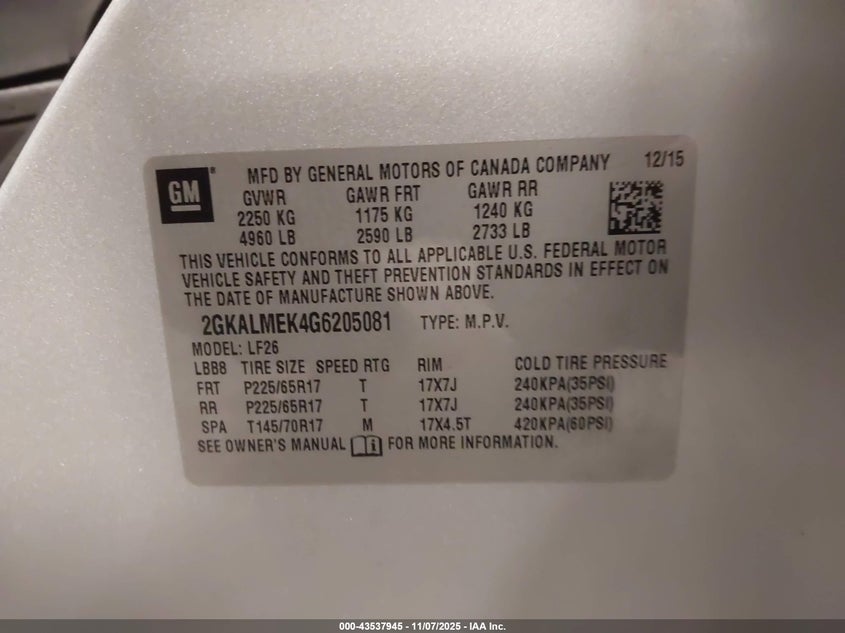 GM ® MFD BY GENERAL MOTORS OF CANADA COMPANY 12/15
GVWR GAWR FRT GAWR RR
2250 KG 1175 KG 1240 KG
4960 LB 2590 LB 2733 LB
THIS VEHICLE CONFORMS TO ALL APPLICABLE U.S. FEDERAL MOTOR
VEHICLE SAFETY AND THEFT PREVENTION STANDARDS IN EFFECT ON
THE DATE OF MANUFACTURE SHOWN ABOVE.
2GKALMEK4G6205081 TYPE: M.P.V.
MODEL: LF26
LBB8 TIRE SIZE SPEED RTG RIM COLD TIRE PRESSURE
FRT P225/65R17 T 17X7J 240KPA(35PSI)
RR P225/65R17 T 17X7J 240KPA(35PSI)
SPA T145/70R17 M 17X4.5T 420KPA(60PSI)
SEE OWNER'S MANUAL FOR MORE INFORMATION.
000-43537945 | 11/07/2025 - IAA Inc.